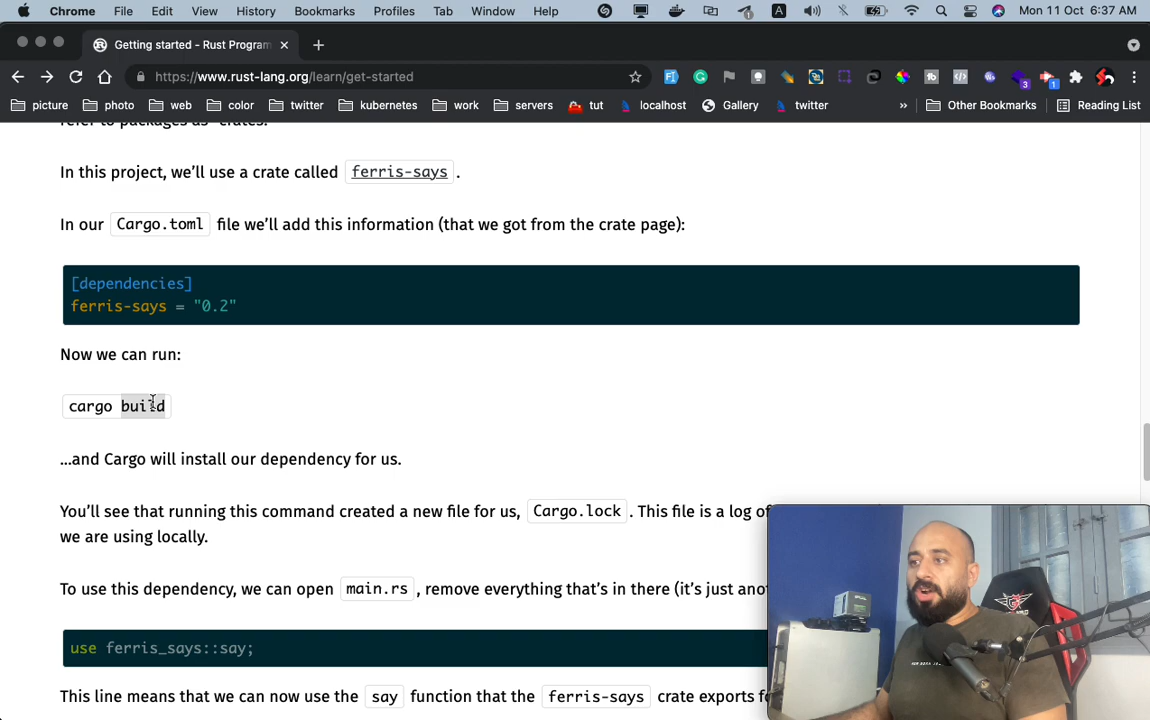 Chrome File Edit View History Bookmarks Profiles Tab Window Help A Mon 11 Oct 6:37 AM
Getting started - Rust Program
https://www.rust-lang.org/learn/get-started
picture photo web color twitter kubernetes work servers tut localhost Gallery twitter » Other Bookmarks Reading List
refer to packages as "crates."
In this project, we'll use a crate called ferris-says .
In our Cargo.toml file we'll add this information (that we got from the crate page):
[dependencies]
ferris-says = "0.2"
Now we can run:
cargo build
…and Cargo will install our dependency for us.
You'll see that running this command created a new file for us, Cargo.lock . This file is a log of
we are using locally.
To use this dependency, we can open main.rs , remove everything that's in there (it's just anot
use ferris_says::say;
This line means that we can now use the say function that the ferris-says crate exports f